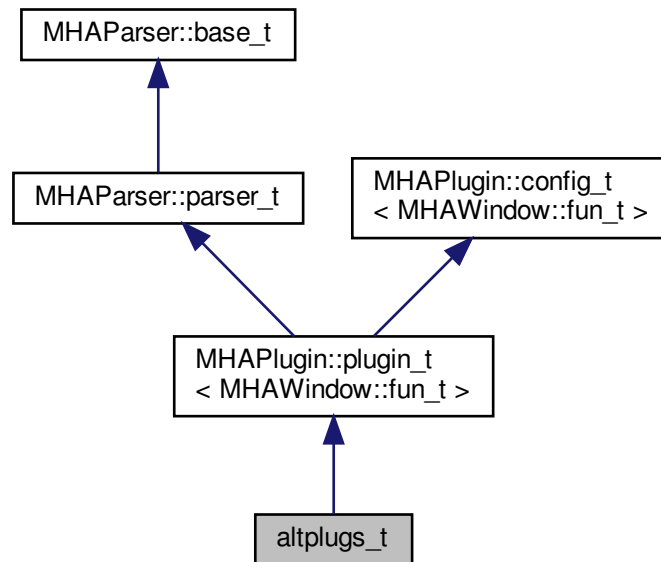 MHAParser::base_t
MHAParser::parser_t
MHAPlugin::config_t
< MHAWindow::fun_t >
MHAPlugin::plugin_t
< MHAWindow::fun_t >
altplugs_t